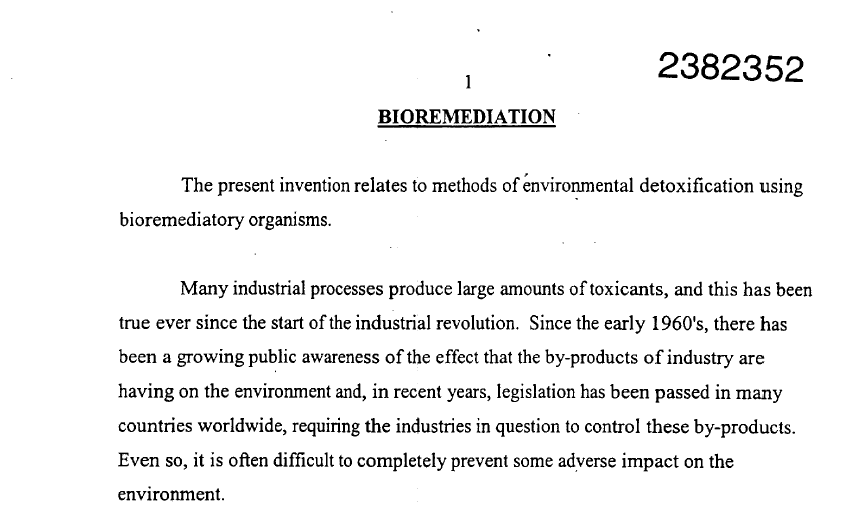 2382352
1
BIOREMEDIATION
The present invention relates to methods of environmental detoxification using
bioremediatory organisms.
Many industrial processes produce large amounts of toxicants, and this has been
true ever since the start of the industrial revolution. Since the early 1960's, there has
been a growing public awareness of the effect that the by-products of industry are
having on the environment and, in recent years, legislation has been passed in many
countries worldwide, requiring the industries in question to control these by-products.
Even so, it is often difficult to completely prevent some adverse impact on the
environment.